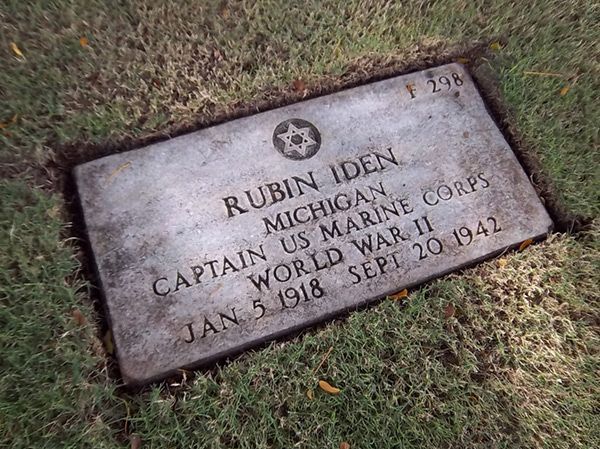 F 298
RUBIN IDEN
MICHIGAN
CAPTAIN US MARINE CORPS
WORLD WAR II
JAN 5 1918 SEPT 20 1942